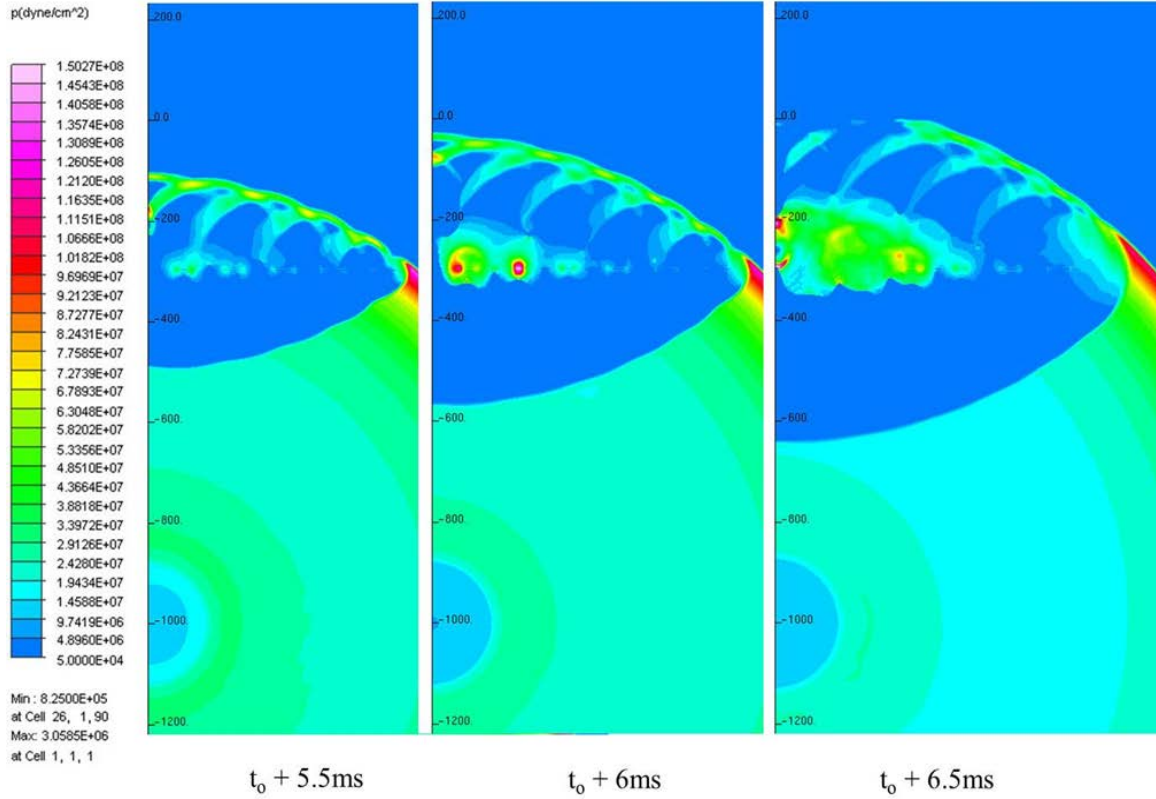 p(dyne/cm^2)
1.5027E+08
1.4543E+08
1.4058E+08
1.3574E+08
1.3089E+08
1.2605E+08
1.2120E+08
1.1635E+08
1.1151E+08
1.0666E+08
1.0182E+08
9.6969E+07
9.2123E+07
8.7277E+07
8.2431E+07
7.7585E+07
7.2739E+07
6.7893E+07
6.3048E+07
5.8202E+07
5.3356E+07
4.8510E+07
4.3664E+07
3.8818E+07
3.3972E+07
2.9126E+07
2.4280E+07
1.9434E+07
1.4588E+07
9.7419E+06
4.8960E+06
5.0000E+04
Min : 8.2500E+05
at Cell 26, 1,90
Max: 3.0585E+06
at Cell 1, 1, 1
200.
0.0
-200.
-400.
-600.
-800.
-1000.
-1200.
200.
0.0
-200.
-400.
-600.
-800.
-1000.
-1200.
200.
0.0
-200.
-400.
-600.
-800.
-1000.
-1200.
to + 5.5ms
to + 6ms
to + 6.5ms